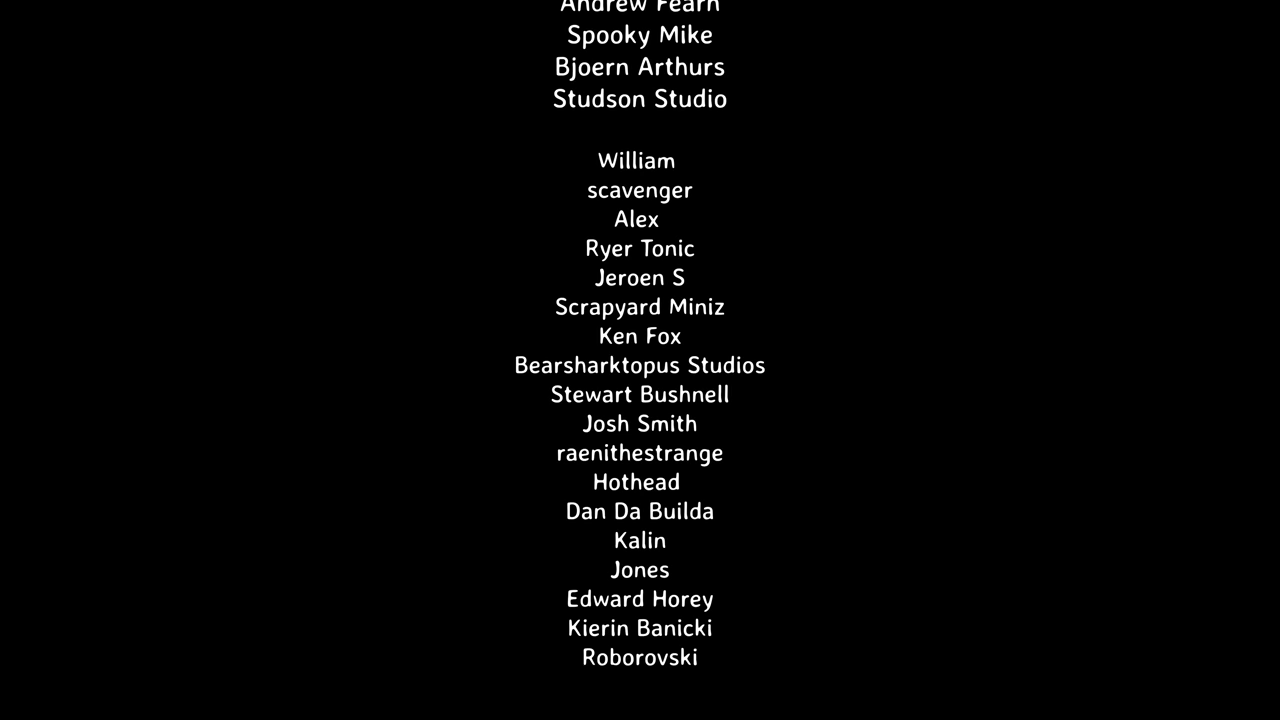 Andrew Fearn
Spooky Mike
Bjoern Arthurs
Studson Studio
William
scavenger
Alex
Ryer Tonic
Jeroen S
Scrapyard Miniz
Ken Fox
Bearsharktopus Studios
Stewart Bushnell
Josh Smith
raenithestrange
Hothead
Dan Da Builda
Kalin
Jones
Edward Horey
Kierin Banicki
Roborovski